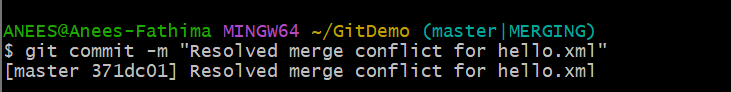 ANEES@Anees-Fathima MINGW64 ~/GitDemo (master|MERGING)
$ git commit -m "Resolved merge conflict for hello.xml"
[master 371dc01] Resolved merge conflict for hello.xml